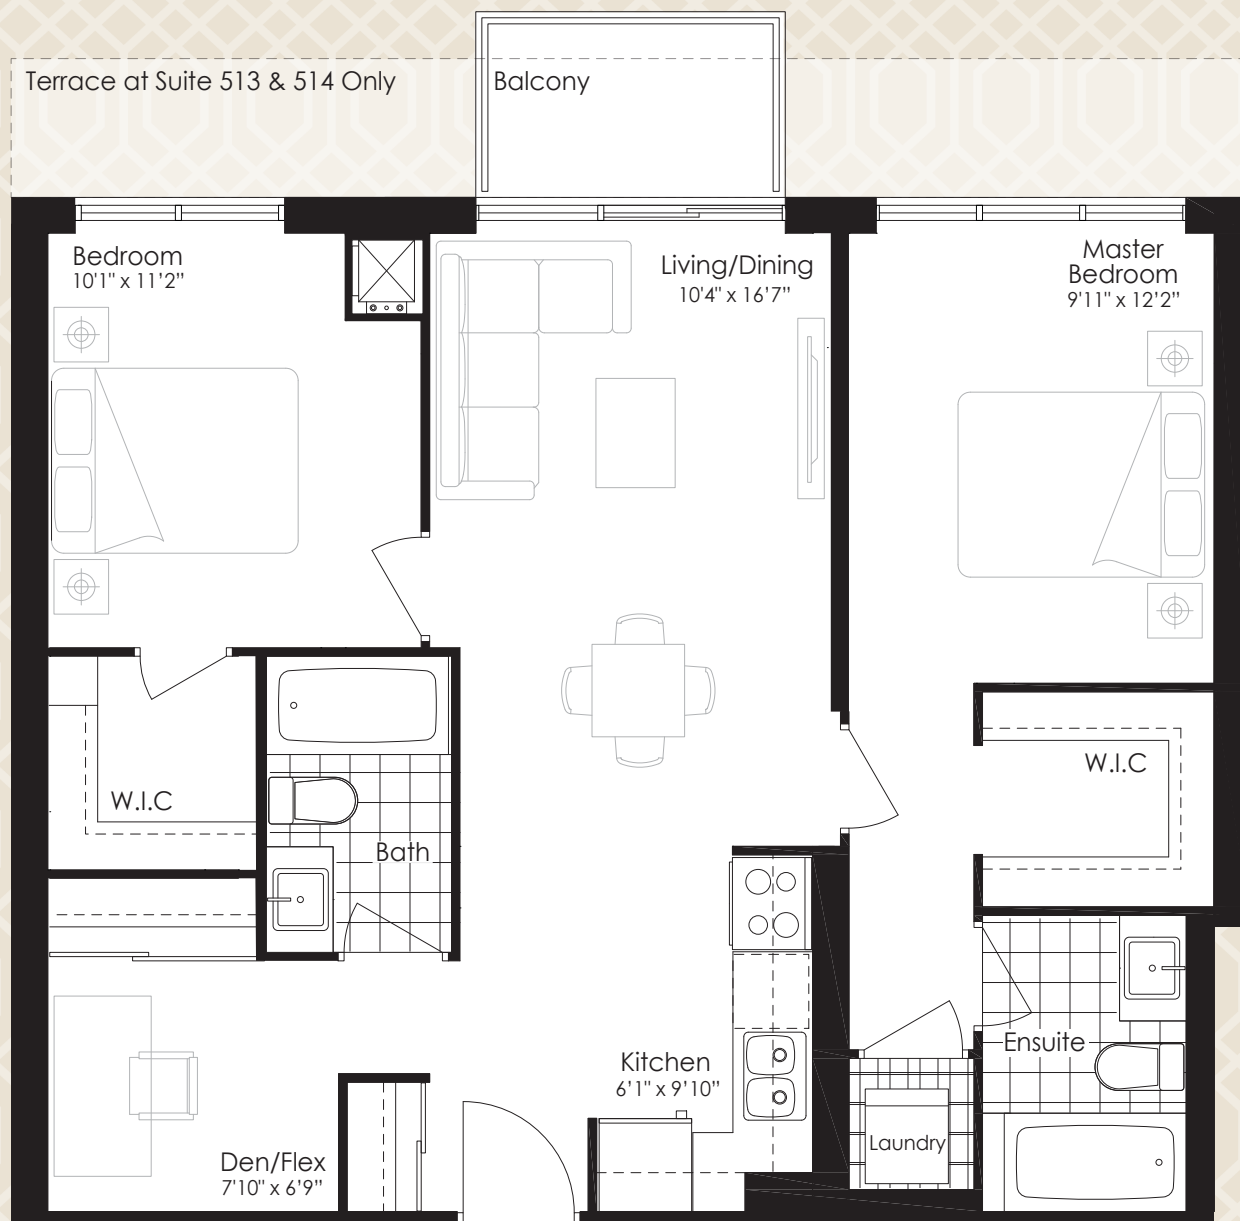 Terrace at Suite 513 & 514 Only
Balcony
Bedroom
10'1" x 11'2”
Living/Dining
10'4" x 16'7”
Master
Bedroom
9'11" x 12'2”
W.I.C
W.I.C
Bath
Kitchen
6'1" x 9'10”
Ensuite
Laundry
Den/Flex
7'10" x 6'9”